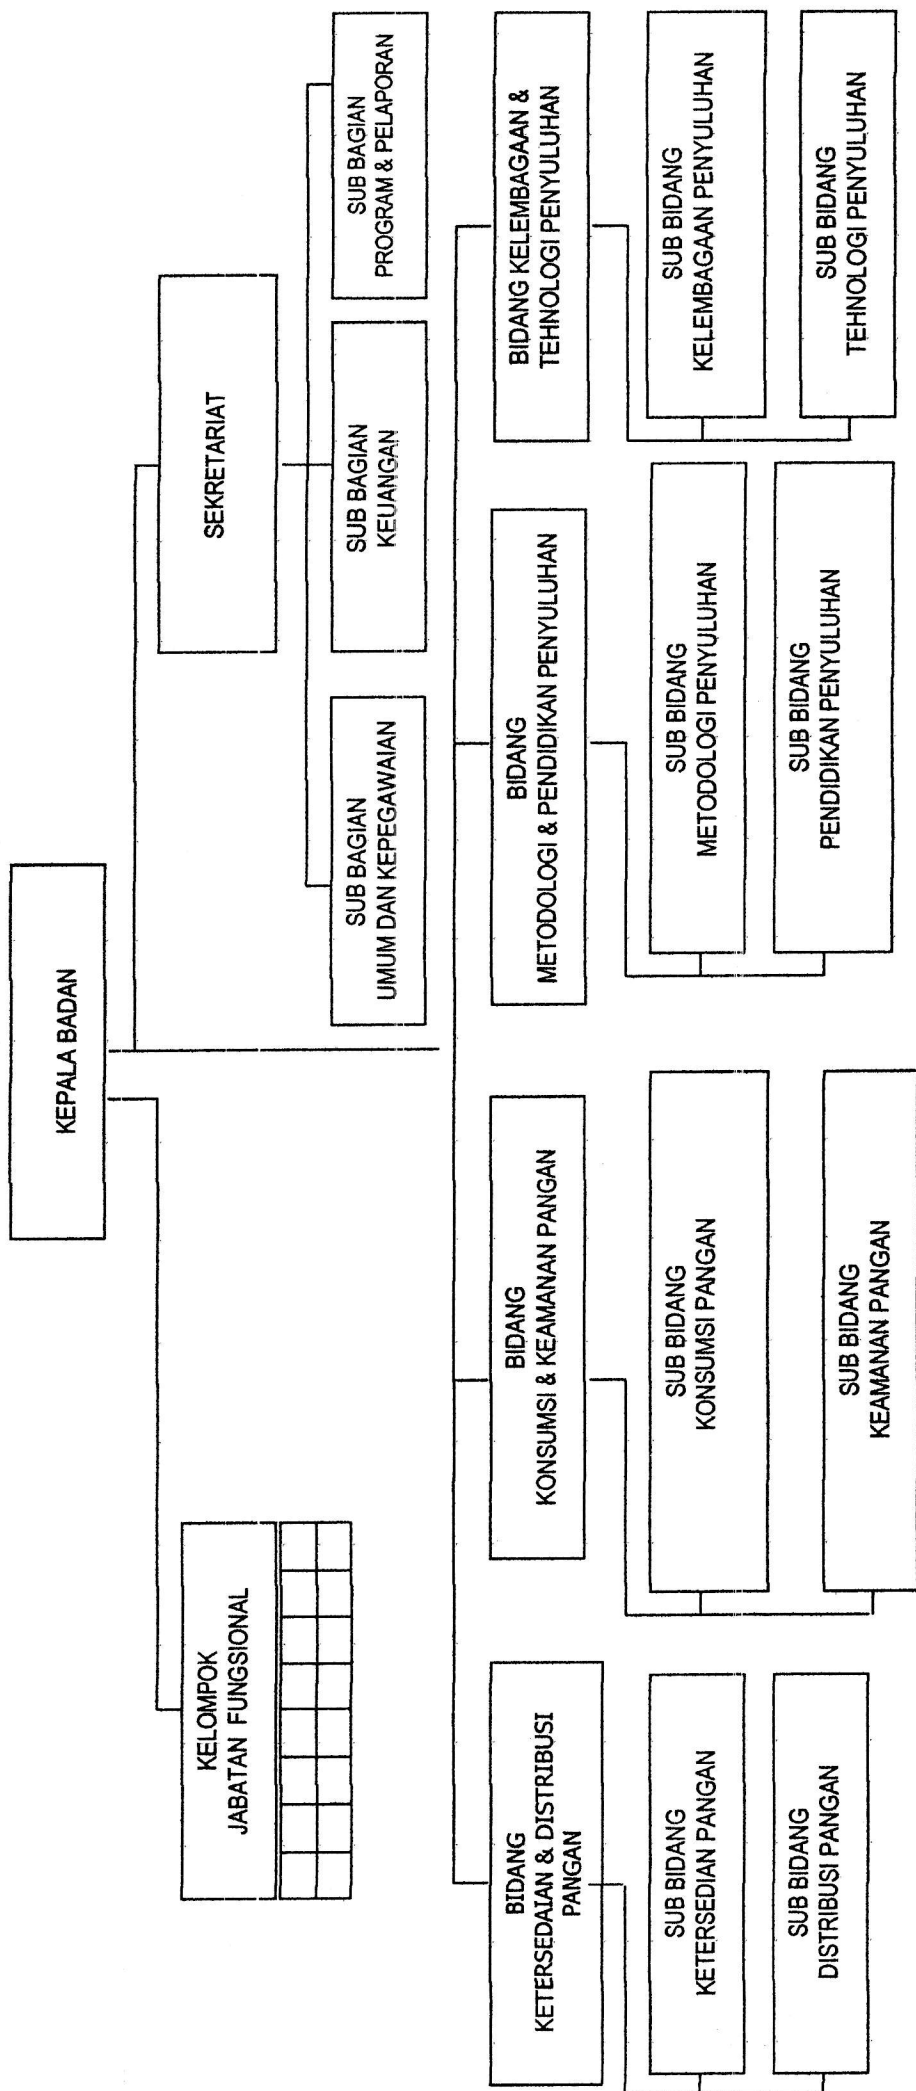 KEPALA BADAN
KELOMPOK
JABATAN FUNGSIONAL
SEKRETARIAT
SUB BAGIAN
UMUM DAN KEPEGAWAIAN
SUB BAGIAN
KEUANGAN
SUB BAGIAN
PROGRAM & PELAPORAN
BIDANG
KETERSEDAIAN & DISTRIBUSI
PANGAN
BIDANG
KONSUMSI & KEAMANAN PANGAN
BIDANG
METODOLOGI & PENDIDIKAN PENYULUHAN
BIDANG KELEMBAGAAN &
TEHNOLOGI PENYULUHAN
SUB BIDANG
KETERSEDIAN PANGAN
SUB BIDANG
KONSUMSI PANGAN
SUB BIDANG
METODOLOGI PENYULUHAN
SUB BIDANG
KELEMBAGAAN PENYULUHAN
SUB BIDANG
DISTRIBUSI PANGAN
SUB BIDANG
KEAMANAN PANGAN
SUB BIDANG
PENDIDIKAN PENYULUHAN
SUB BIDANG
TEHNOLOGI PENYULUHAN